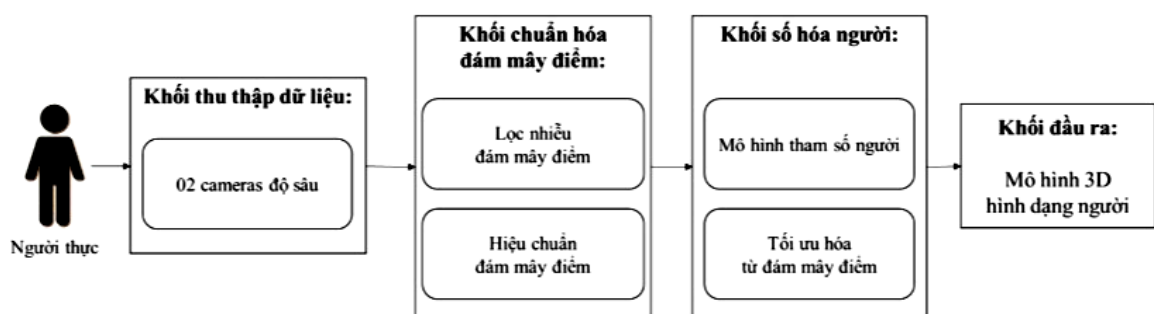 Người thực
Khối thu thập dữ liệu:
02 cameras độ sâu
Khối chuẩn hóa
đám mây điểm:
Lọc nhiễu
đám mây điểm
Hiệu chuẩn
đám mây điểm
Khối số hóa người:
Mô hình tham số người
Tối ưu hóa
từ đám mây điểm
Khối đầu ra:
Mô hình 3D
hình dạng người